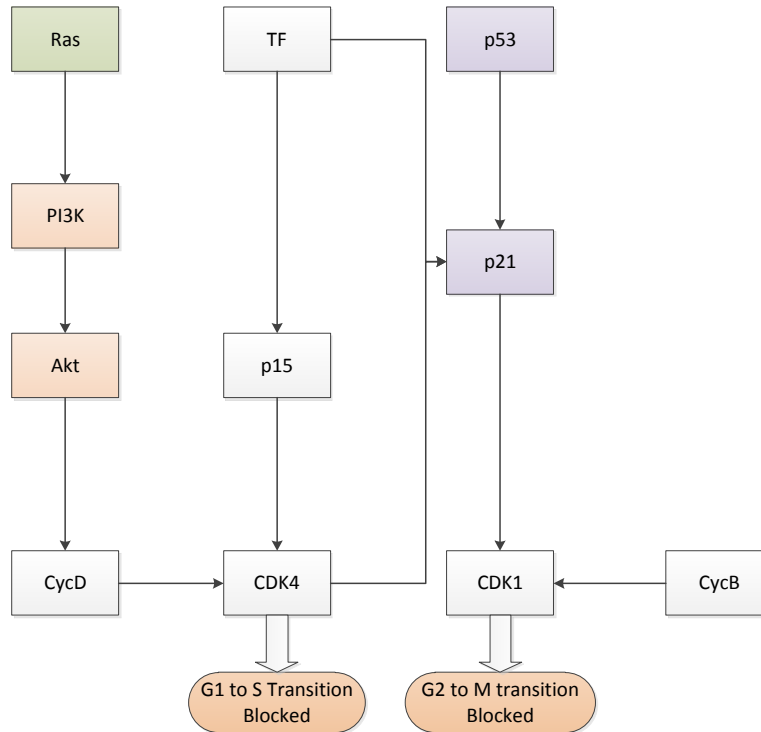 Ras
TF
p53
PI3K
p21
Akt
p15
CycD
CDK4
CDK1
CycB
G1 to S Transition
Blocked
G2 to M transition
Blocked